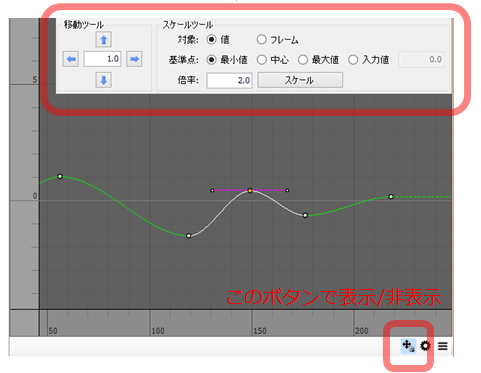 移動ツール
1.0
スケールツール
対象: 値 フレーム
基準点: 最小値 中心 最大値 入力値 0.0
倍率: 2.0 スケール
5
0
このボタンで表示/非表示
50 100 150 200